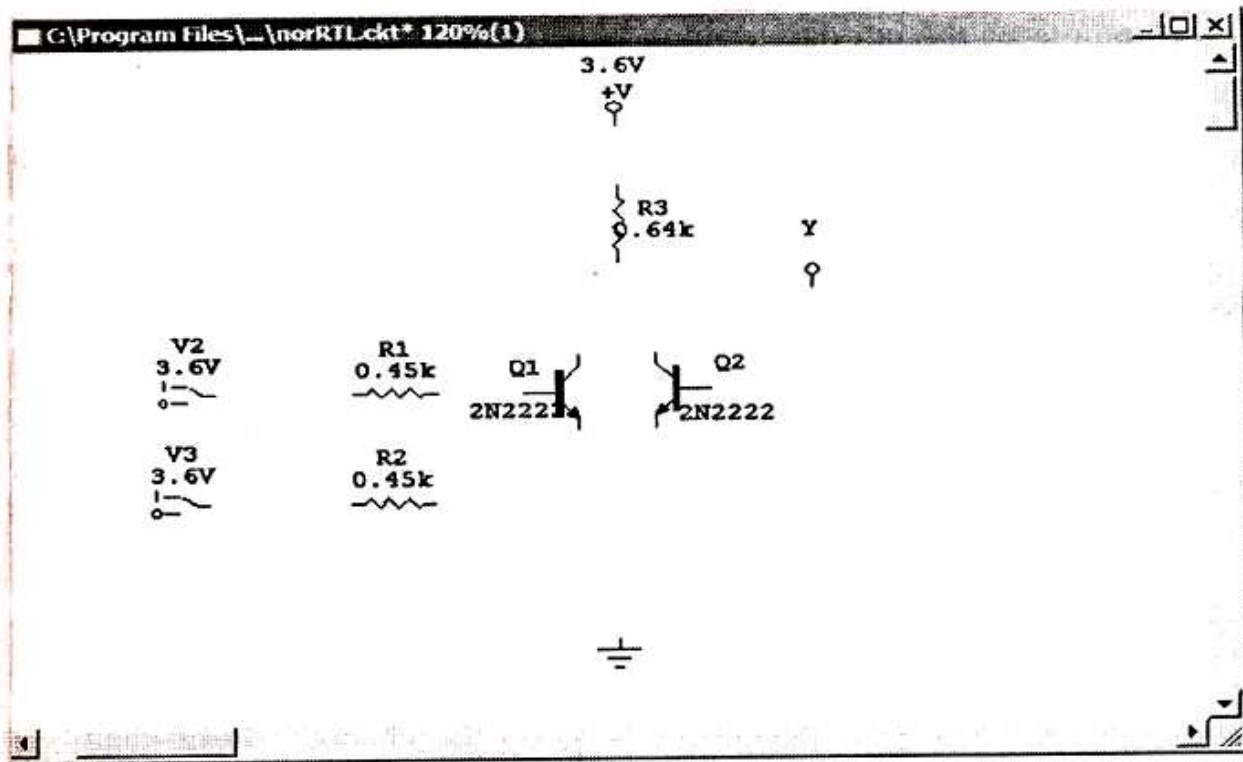 C:\Program Files\...\norRTL.ckt* 120%(1)
3.6V
+V
R3
0.64k
Y
V2
3.6V
R1
0.45k
Q1
2N2222
Q2
2N2222
V3
3.6V
R2
0.45k